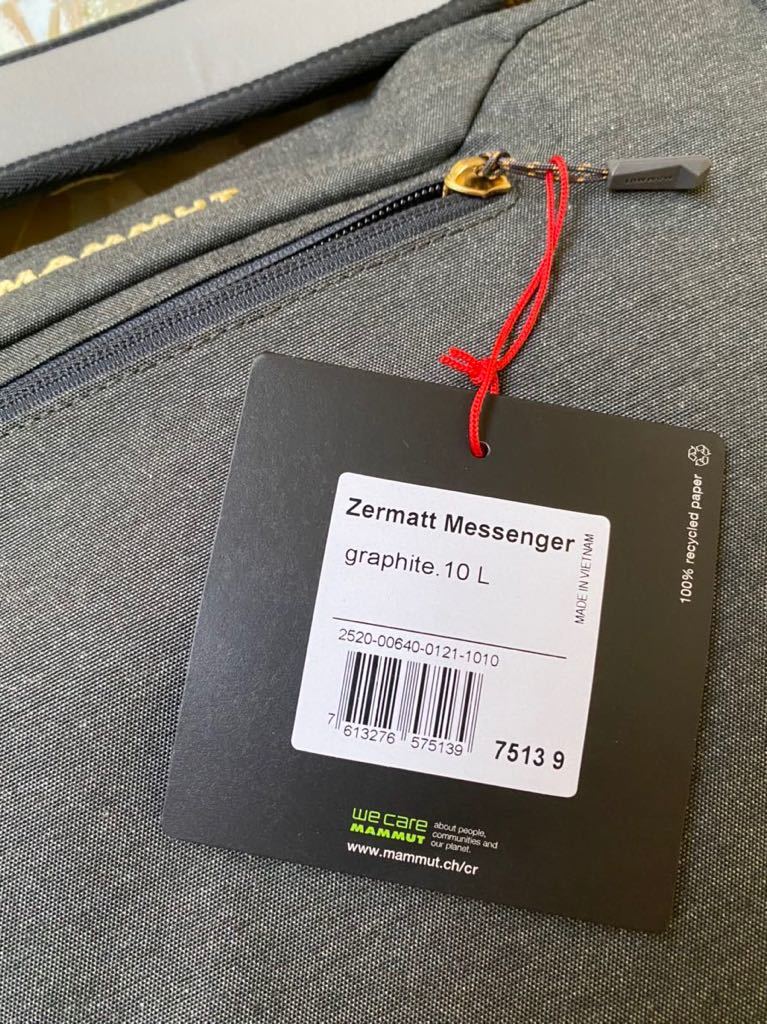 MAMMUT
100% recycled paper
Zermatt Messenger
graphite.10 L
MADE IN VIETNAM
2520-00640-0121-1010
7 613276 575139
7513 9
we care
MAMMUT
about people,
communities and
our planet.
www.mammut.ch/cr